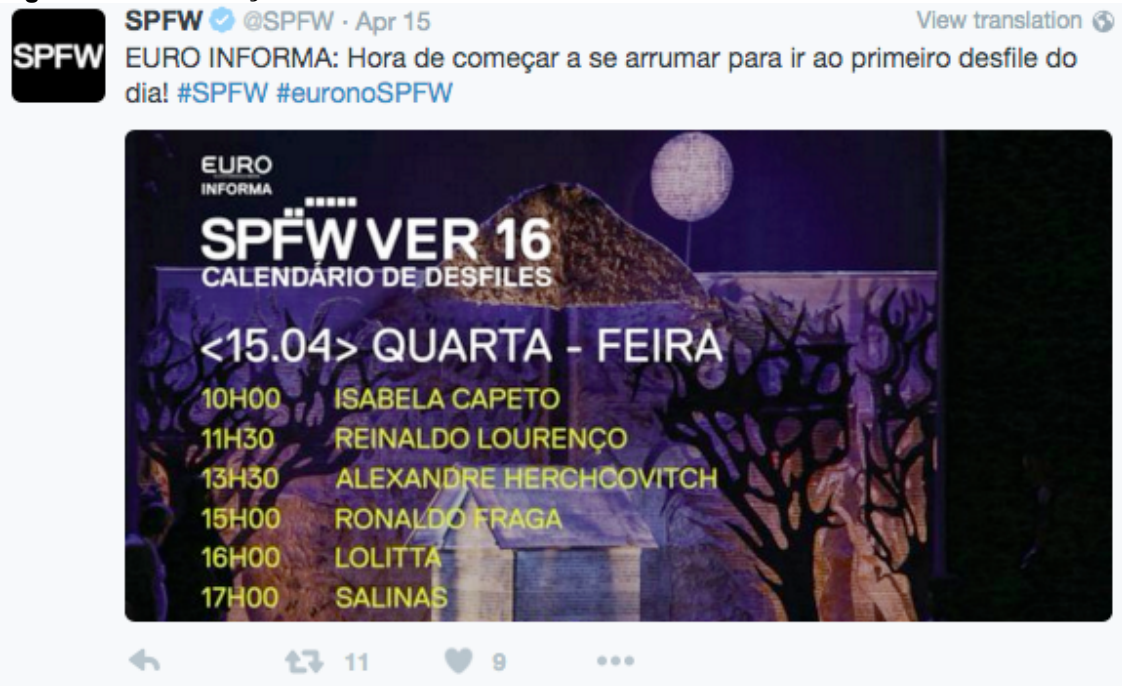 SPFW @SPFW · Apr 15 View translation
SPFW
EURO INFORMA: Hora de começar a se arrumar para ir ao primeiro desfile do
dia! #SPFW #euronoSPFW
EURO
INFORMA
SPFW VER 16
CALENDÁRIO DE DESFILES
<15.04> QUARTA - FEIRA
10H00 ISABELA CAPETO
11H30 REINALDO LOURENÇO
13H30 ALEXANDRE HERCHCOVITCH
15H00 RONALDO FRAGA
16H00 LOLITTA
17H00 SALINAS
11 9